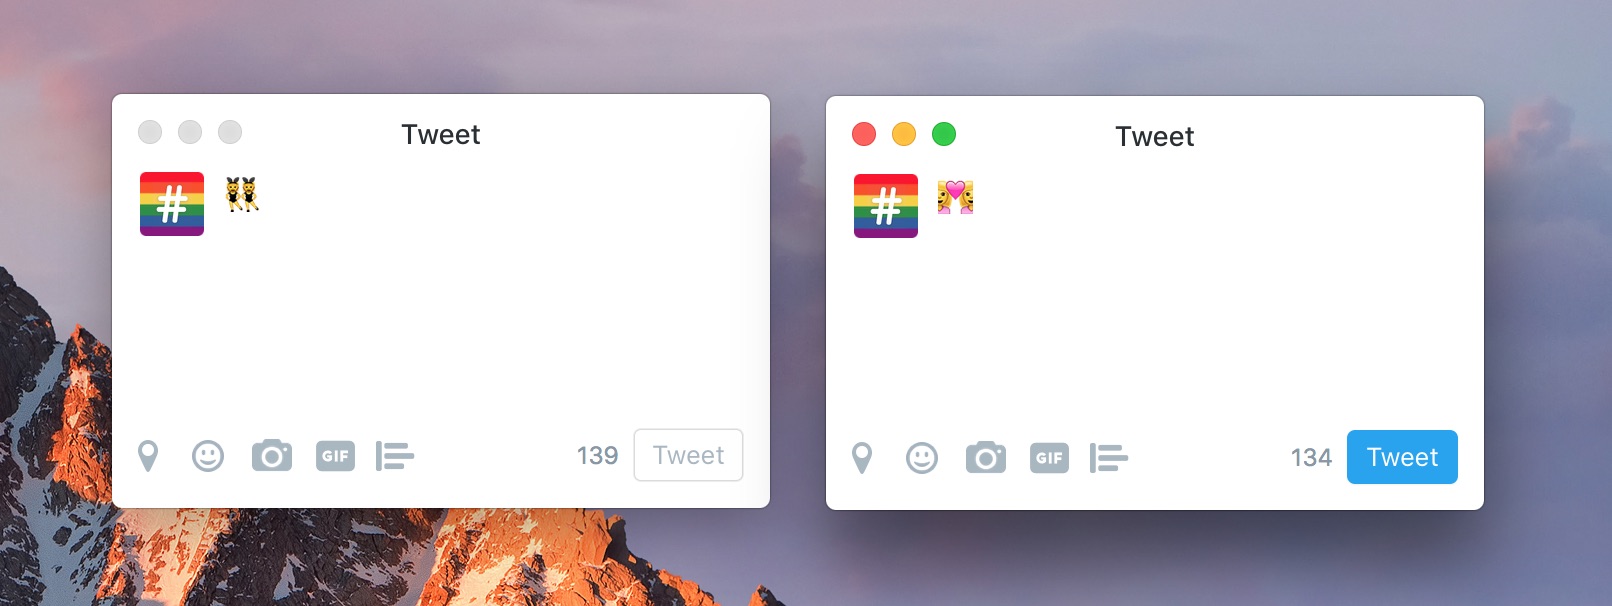 Tweet
#
👯
GIF
139 Tweet
Tweet
#
👩‍❤️‍👩
GIF
134 Tweet